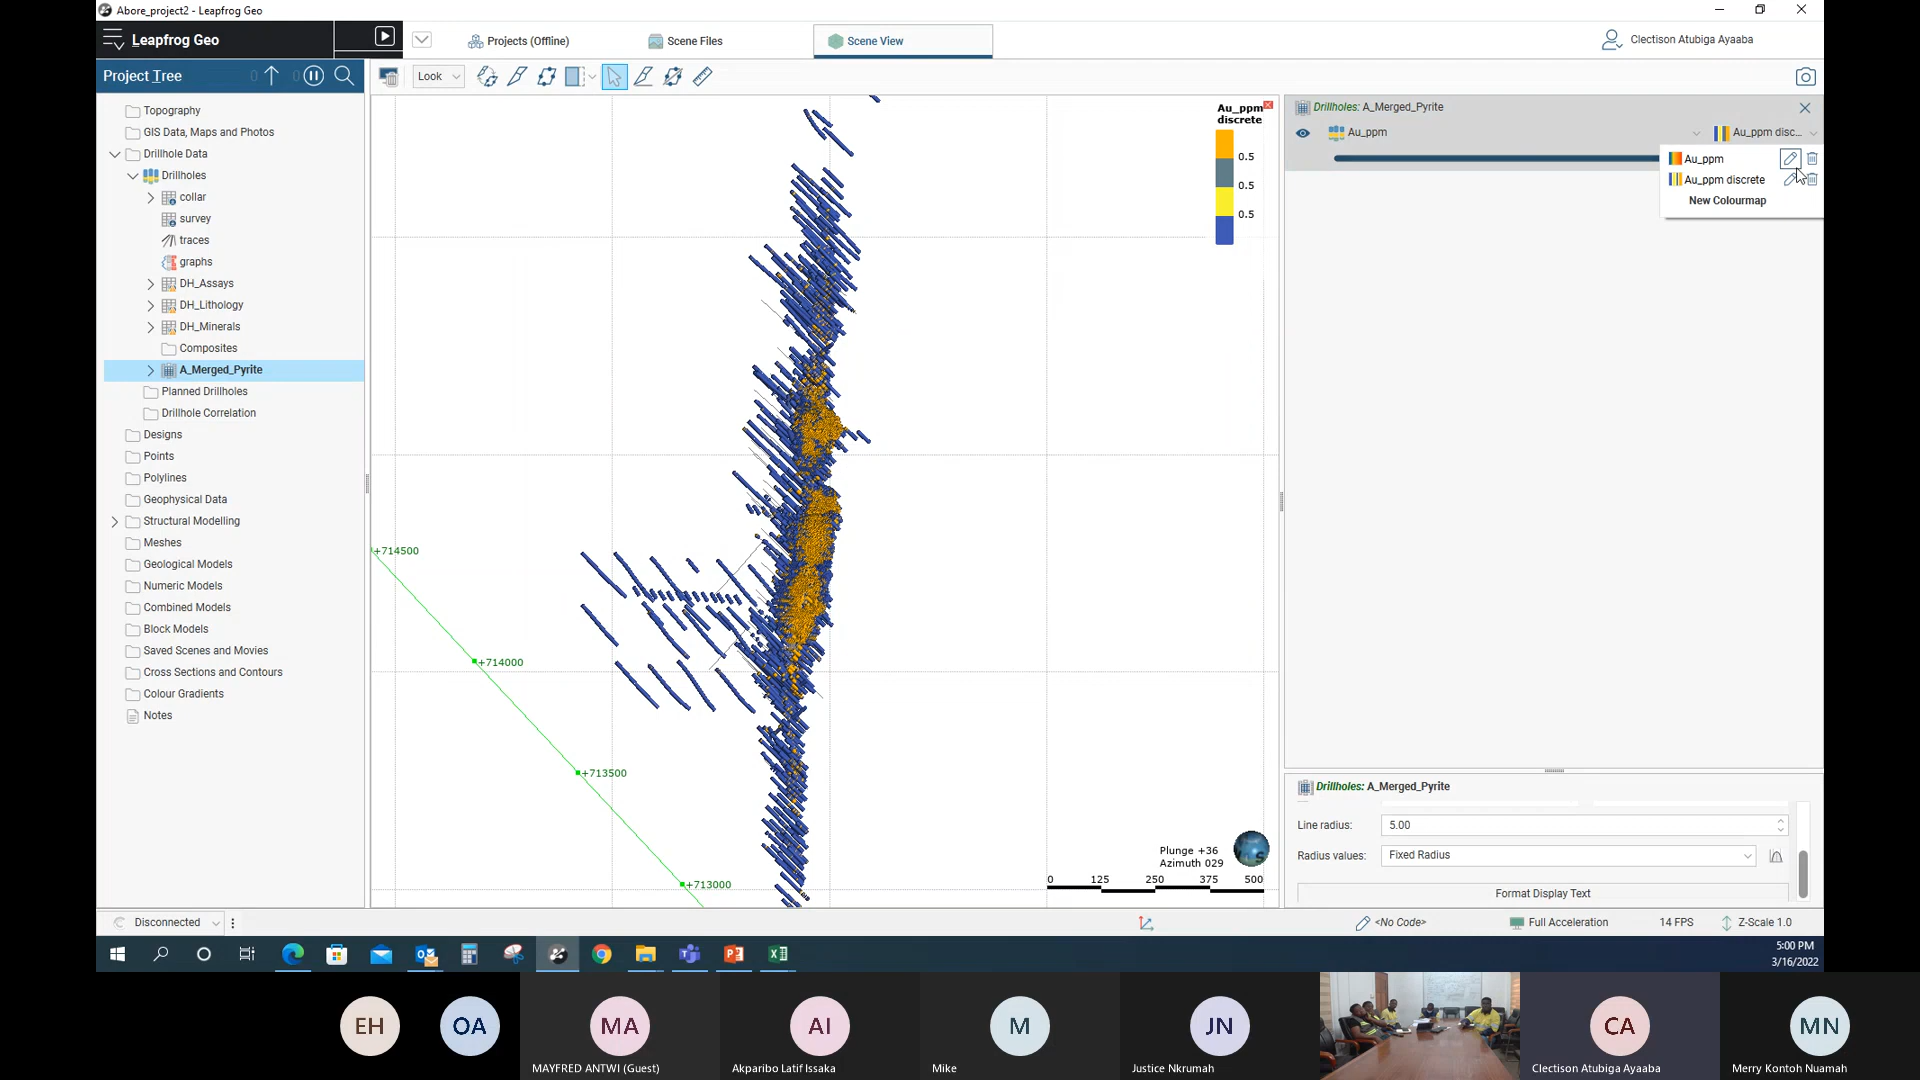 Abore_project2 - Leapfrog Geo
Leapfrog Geo
Projects (Offline)
Scene Files
Scene View
Clectison Atubiga Ayaaba
Project Tree
0
0
Look
Topography
GIS Data, Maps and Photos
Drillhole Data
Drillholes
collar
survey
traces
graphs
DH_Assays
DH_Lithology
DH_Minerals
Composites
A_Merged_Pyrite
Planned Drillholes
Drillhole Correlation
Designs
Points
Polylines
Geophysical Data
Structural Modelling
Meshes
Geological Models
Numeric Models
Combined Models
Block Models
Saved Scenes and Movies
Cross Sections and Contours
Colour Gradients
Notes
Au_ppm
discrete
0.5
0.5
0.5
+714500
+714000
+713500
+713000
Plunge +36
Azimuth 029
0 125 250 375 500
Drillholes: A_Merged_Pyrite
Au_ppm
Au_ppm disc...
Au_ppm
Au_ppm discrete
New Colourmap
Drillholes: A_Merged_Pyrite
Line radius: 5.00
Radius values: Fixed Radius
Format Display Text
Disconnected
<No Code>
Full Acceleration
14 FPS
Z-Scale 1.0
5:00 PM
3/16/2022
EH
OA
MA
MAYFRED ANTWI (Guest)
AI
Akparibo Latif Issaka
M
Mike
JN
Justice Nkrumah
CA
Clectison Atubiga Ayaaba
MN
Merry Kontoh Nuamah